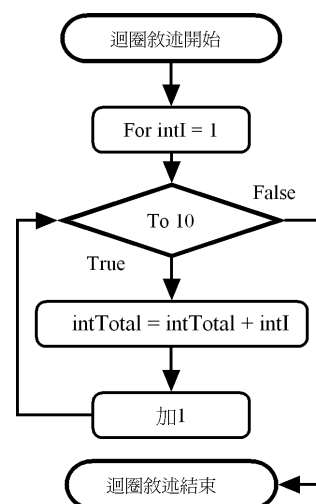 迴圈敘述開始
For intI = 1
To 10
False
True
intTotal = intTotal + intI
加1
迴圈敘述結束